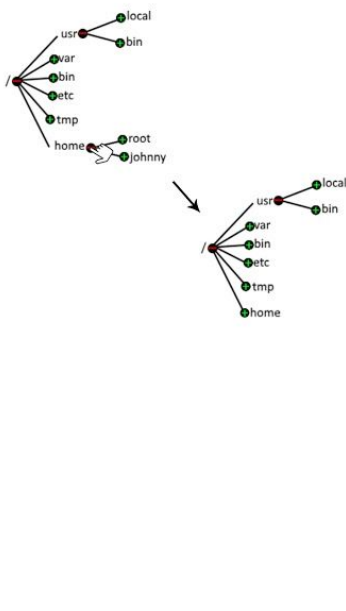 local
usr
bin
var
/
bin
etc
tmp
home
root
johnny
local
usr
bin
var
/
bin
etc
tmp
home